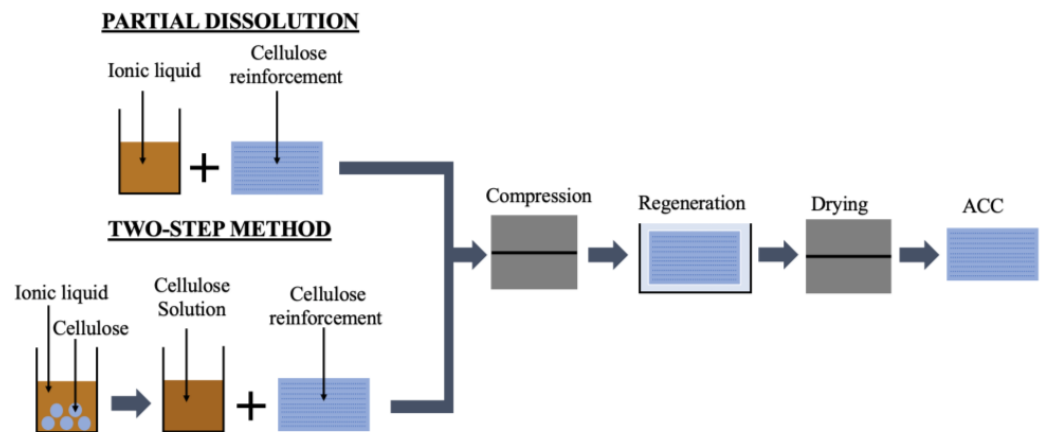 PARTIAL DISSOLUTION
Ionic liquid
Cellulose
reinforcement
Compression
Regeneration
Drying
ACC
TWO-STEP METHOD
Ionic liquid
Cellulose
Cellulose
Solution
Cellulose
reinforcement